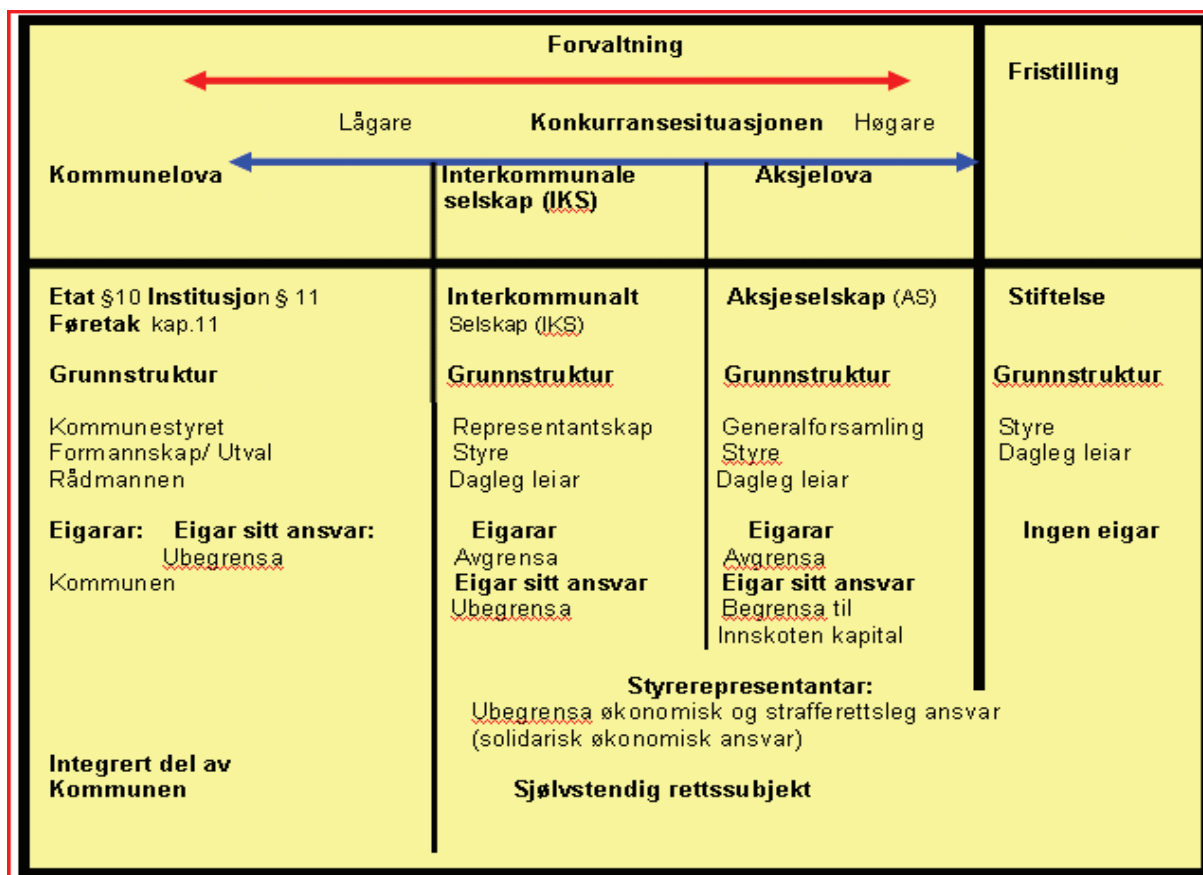 Forvaltning
Fristilling
Lågare Konkurransesituasjonen Høgare
Kommunelova
Interkommunale
selskap (IKS)
Aksjelova
Etat §10 Institusjon § 11
Føretak kap.11
Grunnstruktur
Kommunestyret
Formannskap/ Utval
Rådmannen
Eigarar: Eigar sitt ansvar:
Ubegrensa
Kommunen
Integrert del av
Kommunen
Interkommunalt
Selskap (IKS)
Grunnstruktur
Representantskap
Styre
Dagleg leiar
Eigarar
Avgrensa
Eigar sitt ansvar
Ubegrensa
Aksjeselskap (AS)
Grunnstruktur
Generalforsamling
Styre
Dagleg leiar
Eigarar
Avgrensa
Eigar sitt ansvar
Begrensa til
Innskoten kapital
Stiftelse
Grunnstruktur
Styre
Dagleg leiar
Ingen eigar
Styrerepresentantar:
Ubegrensa økonomisk og strafferettsleg ansvar
(solidarisk økonomisk ansvar)
Sjølvstendig rettssubjekt